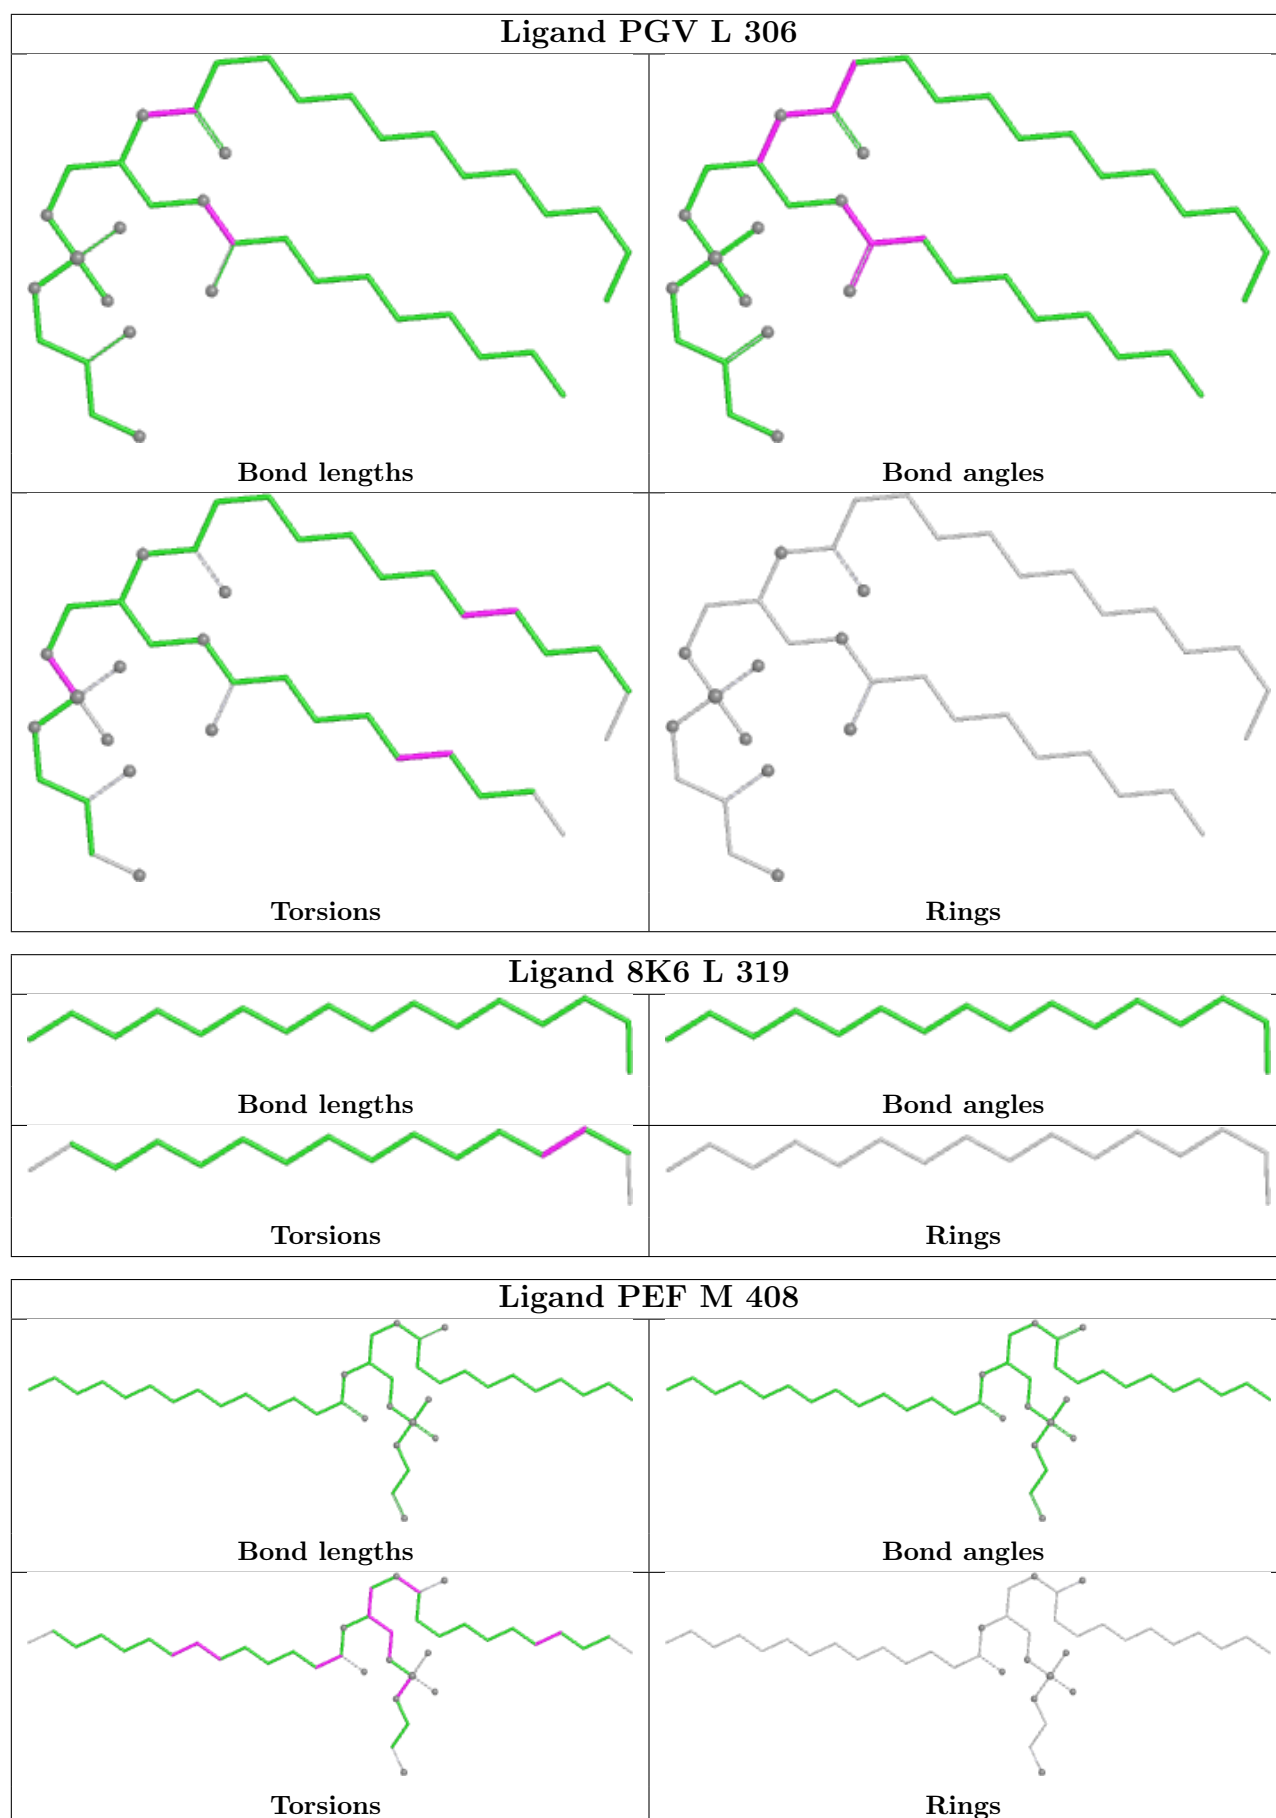 Ligand PGV L 306
Bond lengths
Bond angles
Torsions
Rings
Ligand 8K6 L 319
Bond lengths
Bond angles
Torsions
Rings
Ligand PEF M 408
Bond lengths
Bond angles
Torsions
Rings